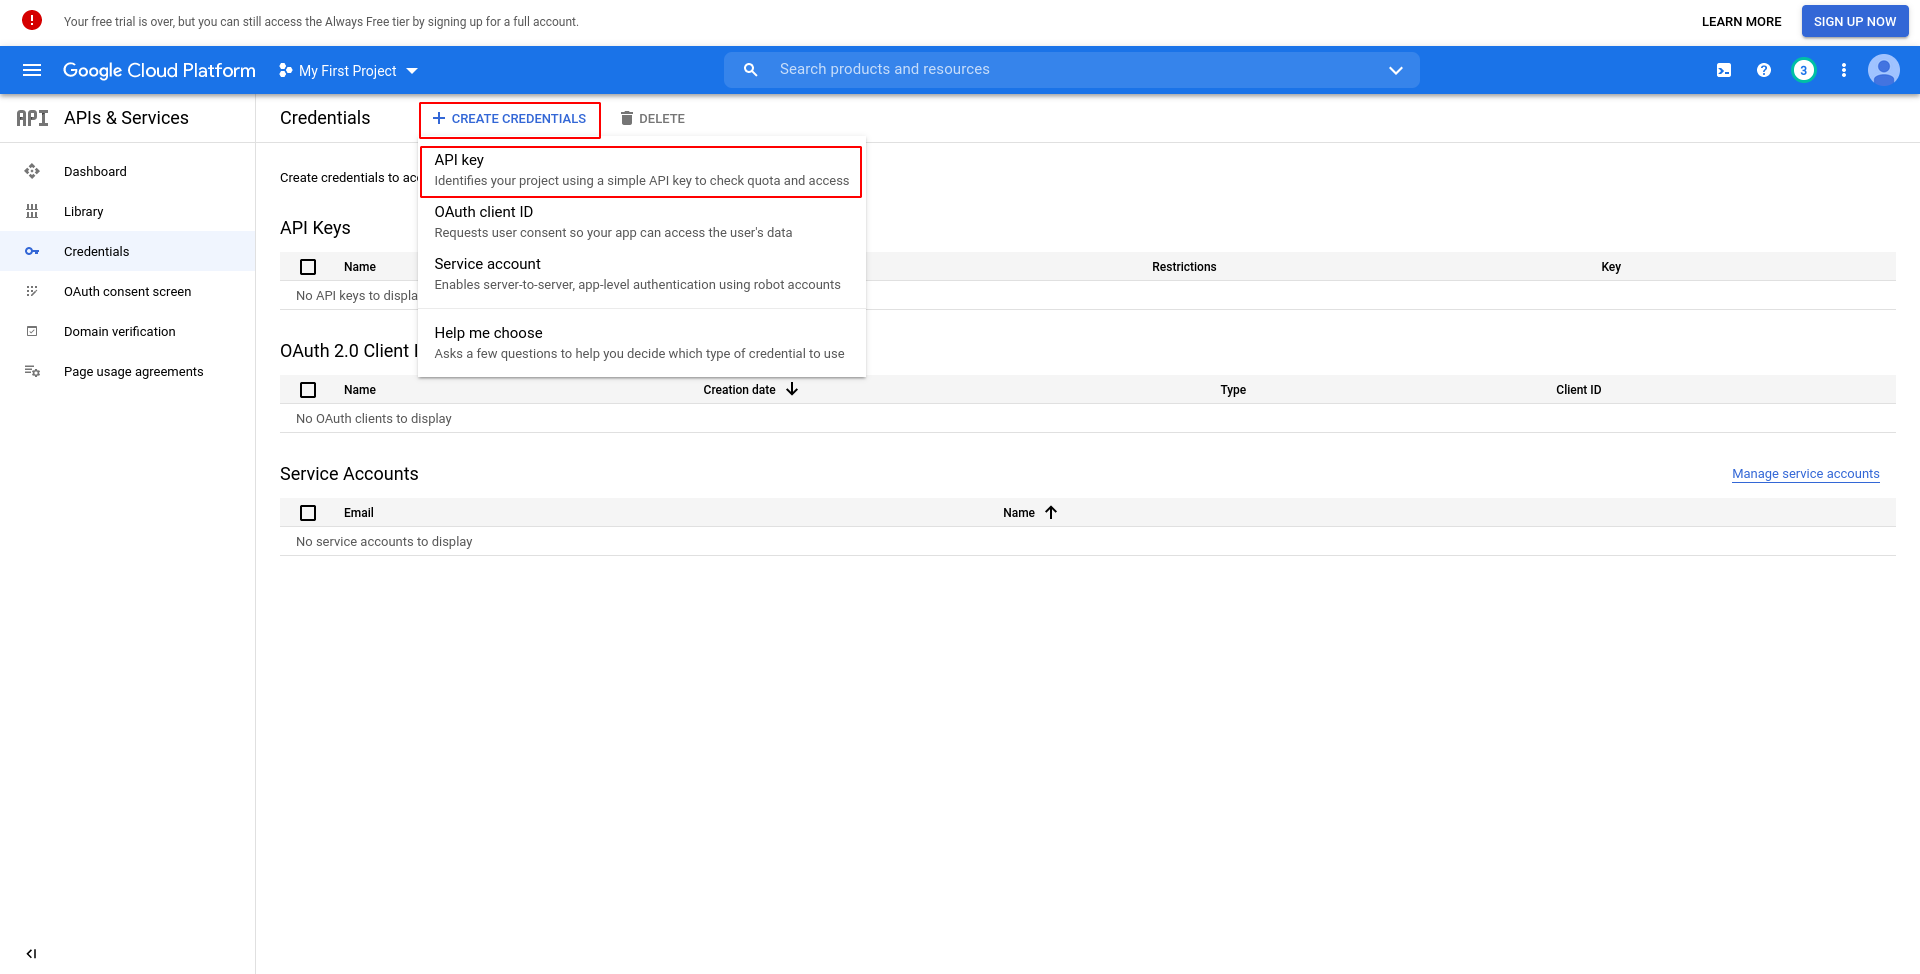 Your free trial is over, but you can still access the Always Free tier by signing up for a full account.
LEARN MORE
SIGN UP NOW
Google Cloud Platform
My First Project
Search products and resources
3
API
APIs & Services
Credentials
CREATE CREDENTIALS
DELETE
Dashboard
Library
Credentials
OAuth consent screen
Domain verification
Page usage agreements
API key
Identifies your project using a simple API key to check quota and access
OAuth client ID
Requests user consent so your app can access the user's data
Service account
Enables server-to-server, app-level authentication using robot accounts
Help me choose
Asks a few questions to help you decide which type of credential to use
Create credentials to
API Keys
Name
Restrictions
Key
No API keys to
OAuth 2.0 Client
Name
Creation date
Type
Client ID
No OAuth clients to display
Service Accounts
Manage service accounts
Email
Name
No service accounts to display